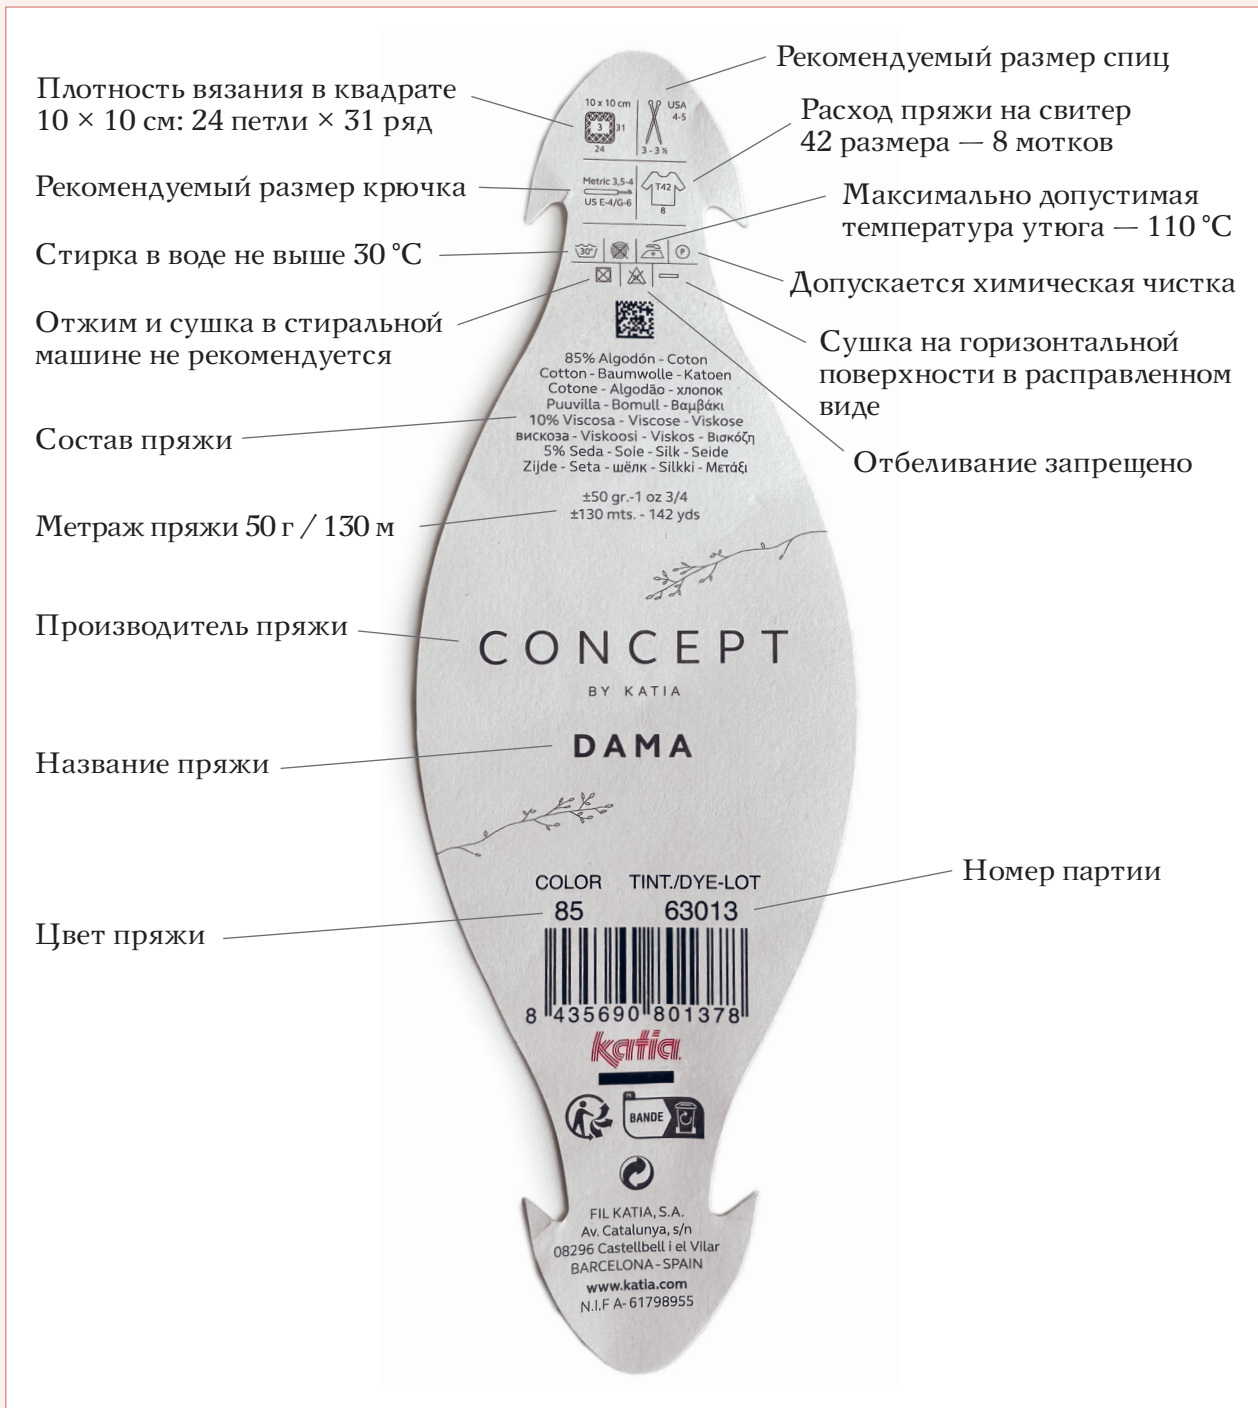 Плотность вязания в квадрате
10 × 10 см: 24 петли × 31 ряд
Рекомендуемый размер крючка
Стирка в воде не выше 30 °C
Отжим и сушка в стиральной
машине не рекомендуется
Состав пряжи
Метраж пряжи 50 г / 130 м
Производитель пряжи
Название пряжи
Цвет пряжи
Рекомендуемый размер спиц
Расход пряжи на свитер
42 размера — 8 мотков
Максимально допустимая
температура утюга — 110 °C
Допускается химическая чистка
Сушка на горизонтальной
поверхности в расправленном
виде
Отбеливание запрещено
Номер партии
10 x 10 cm
3
31
24
USA
4-5
3 - 3 ½
Metric 3,5-4
US E-4/G-6
T42
8
30°
P
85% Algodón - Coton
Cotton - Baumwolle - Katoen
Cotone - Algodão - хлопок
Puuvilla - Bomull - Βαμβάκι
10% Viscosa - Viscose - Viskose
вискоза - Viskoosi - Viskos - Βισκόζη
5% Seda - Soie - Silk - Seide
Zijde - Seta - шёлк - Silkki - Μετάξι
±50 gr.-1 oz 3/4
±130 mts. - 142 yds
CONCEPT
BY KATIA
DAMA
COLOR TINT./DYE-LOT
85 63013
8 435690 801378
katia
FR
BANDE
FIL KATIA, S.A.
Av. Catalunya, s/n
08296 Castellbell i el Vilar
BARCELONA - SPAIN
www.katia.com
N.I.F A- 61798955